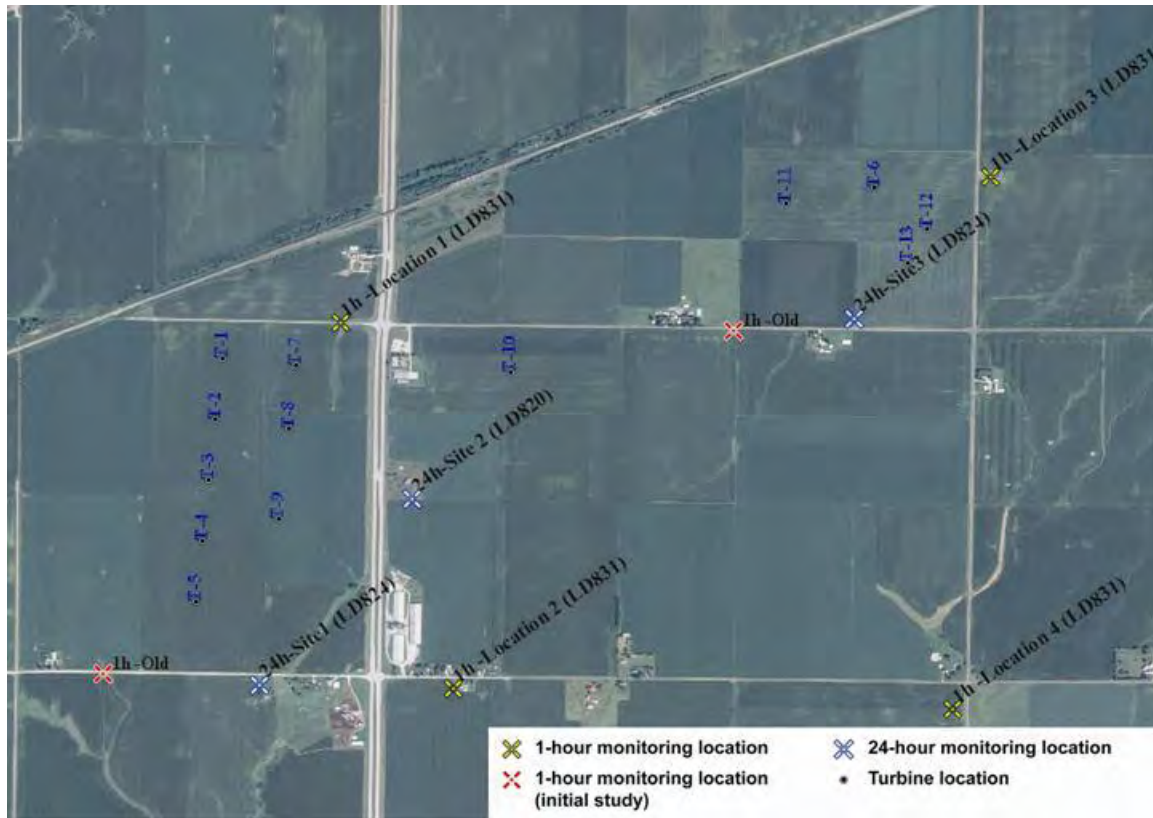 1h -Location 3 (LD831
T-11
T-6
T-12
T-13
1h -Location 1 (LD831)
24h-Site3 (LD824)
1h -Old
T-1
T-7
T-10
T-2
T-8
24h-Site 2 (LD820)
T-3
T-9
T-4
T-5
24h-Site1 (LD824)
1h -Location 2 (LD831)
1h -Location 4 (LD831)
1h -Old
1-hour monitoring location
24-hour monitoring location
1-hour monitoring location
(initial study)
Turbine location